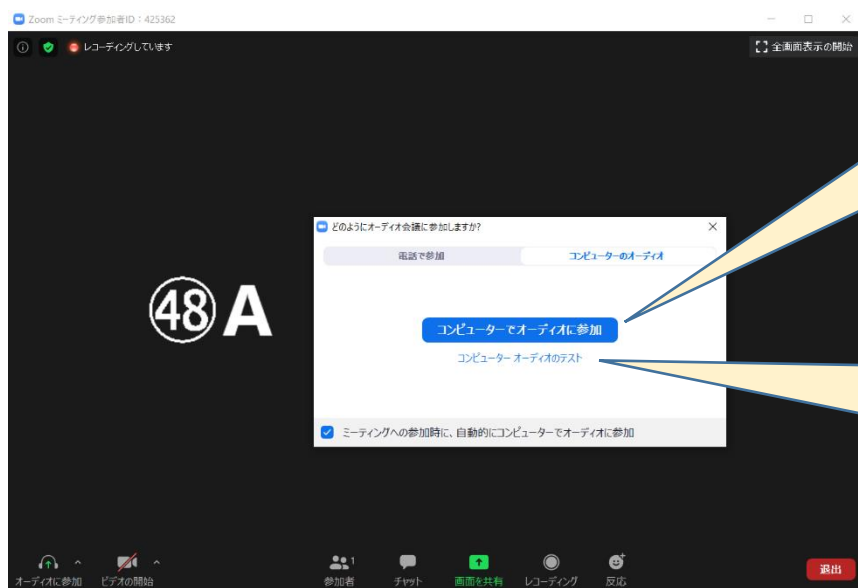 Zoom ミーティング参加者ID：425362
レコーディングしています
全画面表示の開始
どのようにオーディオ会議に参加しますか?
電話で参加
コンピューターのオーディオ
㊽A
コンピューターでオーディオに参加
コンピューター オーディオのテスト
ミーティングへの参加時に、自動的にコンピューターでオーディオに参加
1
オーディオに参加
ビデオの開始
参加者
チャット
画面を共有
レコーディング
反応
退出